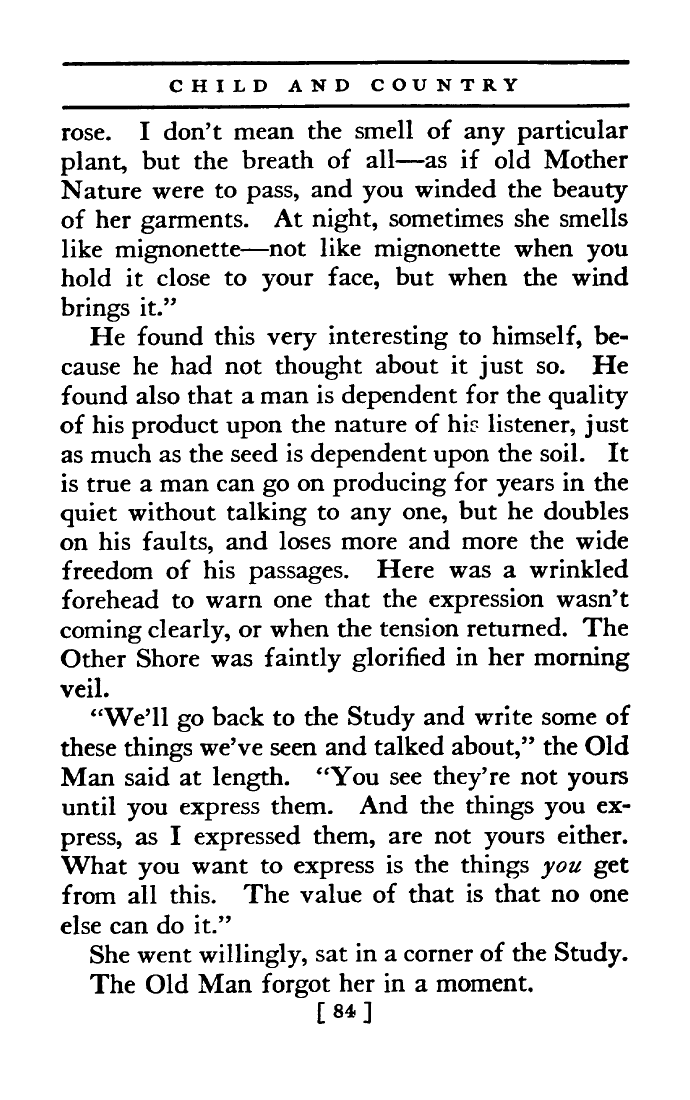 CHILD AND COUNTRY
rose. I don't mean the smell of any particular
plant, but the breath of all—as if old Mother
Nature were to pass, and you winded the beauty
of her garments. At night, sometimes she smells
like mignonette—not like mignonette when you
hold it close to your face, but when the wind
brings it.”
He found this very interesting to himself, be-
cause he had not thought about it just so. He
found also that a man is dependent for the quality
of his product upon the nature of his listener, just
as much as the seed is dependent upon the soil. It
is true a man can go on producing for years in the
quiet without talking to any one, but he doubles
on his faults, and loses more and more the wide
freedom of his passages. Here was a wrinkled
forehead to warn one that the expression wasn't
coming clearly, or when the tension returned. The
Other Shore was faintly glorified in her morning
veil.
“We'll go back to the Study and write some of
these things we've seen and talked about,” the Old
Man said at length. “You see they're not yours
until you express them. And the things you ex-
press, as I expressed them, are not yours either.
What you want to express is the things you get
from all this. The value of that is that no one
else can do it.”
She went willingly, sat in a corner of the Study.
The Old Man forgot her in a moment.
[ 84 ]